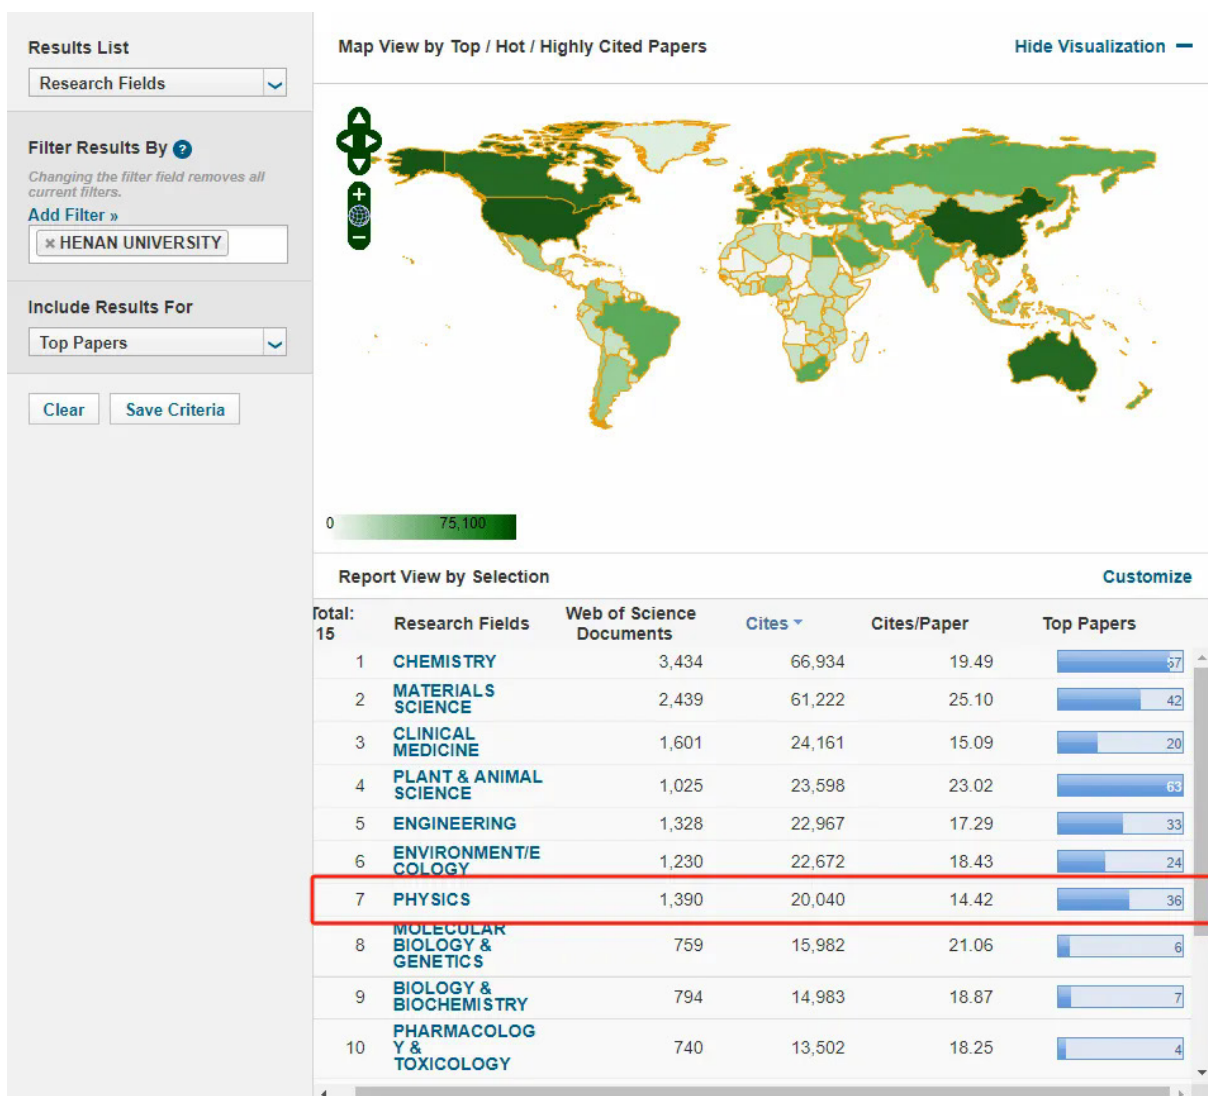 Results List
Research Fields
Filter Results By ?
Changing the filter field removes all
current filters.
Add Filter »
× HENAN UNIVERSITY
Include Results For
Top Papers
Clear Save Criteria
Map View by Top / Hot / Highly Cited Papers
Hide Visualization
0 75,100
Report View by Selection
Customize
Total:
15
Research Fields
Web of Science
Documents
Cites
Cites/Paper
Top Papers
1 CHEMISTRY 3,434 66,934 19.49 57
2 MATERIALS
SCIENCE 2,439 61,222 25.10 42
3 CLINICAL
MEDICINE 1,601 24,161 15.09 20
4 PLANT & ANIMAL
SCIENCE 1,025 23,598 23.02 63
5 ENGINEERING 1,328 22,967 17.29 33
6 ENVIRONMENT/E
COLOGY 1,230 22,672 18.43 24
7 PHYSICS 1,390 20,040 14.42 36
8 MOLECULAR
BIOLOGY &
GENETICS 759 15,982 21.06 6
9 BIOLOGY &
BIOCHEMISTRY 794 14,983 18.87 7
10 PHARMACOLOG
Y &
TOXICOLOGY 740 13,502 18.25 4